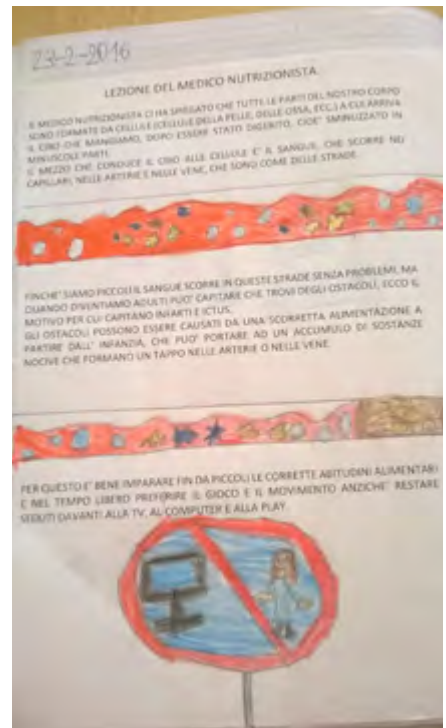 23-2-2016
LEZIONE DEL MEDICO NUTRIZIONISTA.
IL MEDICO NUTRIZIONISTA CI HA SPIEGATO CHE TUTTE LE PARTI DEL NOSTRO CORPO
SONO FORMATE DA CELLULE (CELLULE DELLA PELLE, DELLE OSSA, ECC.) A CUI ARRIVA
IL CIBO CHE MANGIAMO, DOPO ESSERE STATO DIGERITO, CIOE' SMINUZZATO IN
MINUSCOLE PARTI.
IL MEZZO CHE CONDUCE IL CIBO ALLE CELLULE E' IL SANGUE, CHE SCORRE NEI
CAPILLARI, NELLE ARTERIE E NELLE VENE, CHE SONO COME DELLE STRADE.
FINCHE' SIAMO PICCOLI IL SANGUE SCORRE IN QUESTE STRADE SENZA PROBLEMI, MA
QUANDO DIVENTIAMO ADULTI PUO' CAPITARE CHE TROVI DEGLI OSTACOLI, ECCO IL
MOTIVO PER CUI CAPITANO INFARTI E ICTUS.
GLI OSTACOLI POSSONO ESSERE CAUSATI DA UNA SCORRETTA ALIMENTAZIONE A
PARTIRE DALL' INFANZIA, CHE PUO' PORTARE AD UN ACCUMULO DI SOSTANZE
NOCIVE CHE FORMANO UN TAPPO NELLE ARTERIE O NELLE VENE.
PER QUESTO E' BENE IMPARARE FIN DA PICCOLI LE CORRETTE ABITUDINI ALIMENTARI
E NEL TEMPO LIBERO PREFERIRE IL GIOCO E IL MOVIMENTO ANZICHE' RESTARE
SEDUTI DAVANTI ALLA TV, AL COMPUTER E ALLA PLAY.